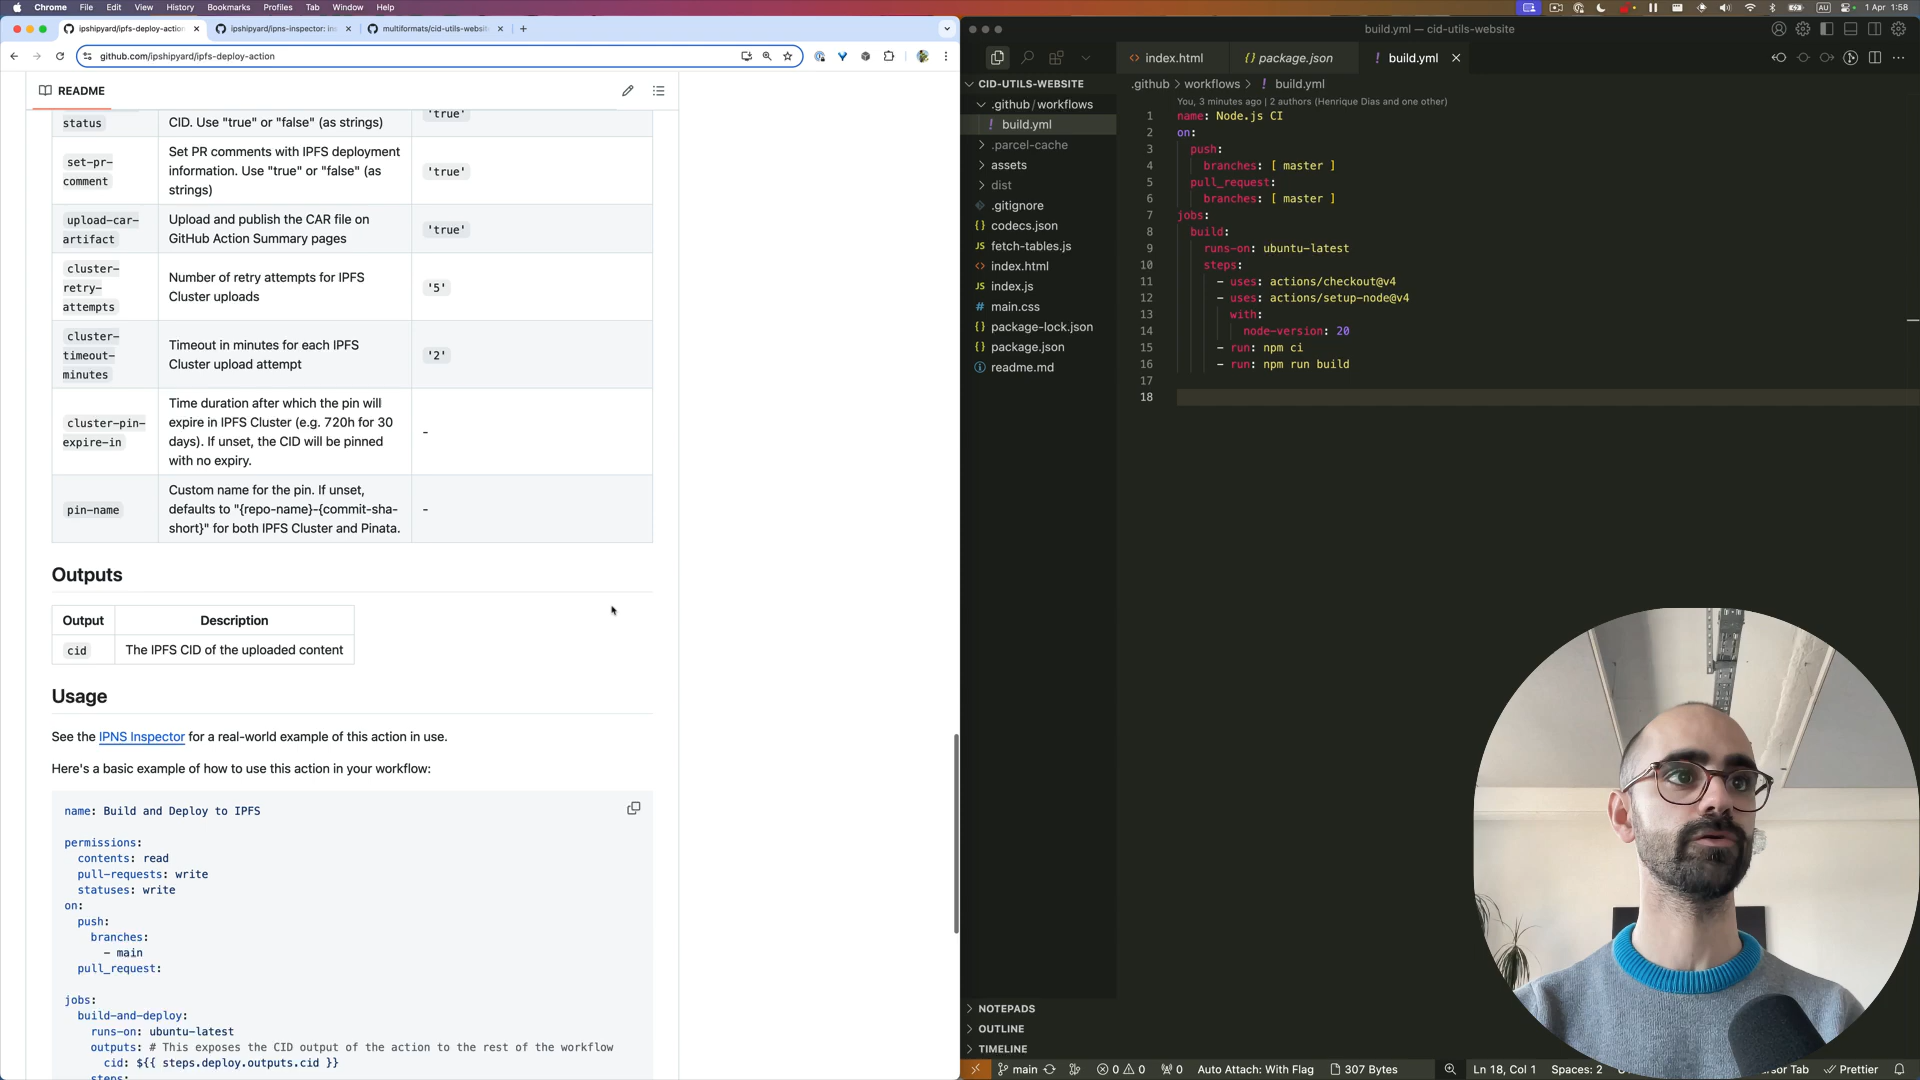 Chrome File Edit View History Bookmarks Profiles Tab Window Help
AU 1 Apr 1:58
ipshipyard/ipfs-deploy-action
ipshipyard/ipns-inspector: ins
multiformats/cid-utils-website
github.com/ipshipyard/ipfs-deploy-action
README
status
CID. Use "true" or "false" (as strings)
'true'
set-pr-
comment
Set PR comments with IPFS deployment
information. Use "true" or "false" (as
strings)
'true'
upload-car-
artifact
Upload and publish the CAR file on
GitHub Action Summary pages
'true'
cluster-
retry-
attempts
Number of retry attempts for IPFS
Cluster uploads
'5'
cluster-
timeout-
minutes
Timeout in minutes for each IPFS
Cluster upload attempt
'2'
cluster-pin-
expire-in
Time duration after which the pin will
expire in IPFS Cluster (e.g. 720h for 30
days). If unset, the CID will be pinned
with no expiry.
-
pin-name
Custom name for the pin. If unset,
defaults to "{repo-name}-{commit-sha-
short}" for both IPFS Cluster and Pinata.
-
Outputs
Output Description
cid The IPFS CID of the uploaded content
Usage
See the IPNS Inspector for a real-world example of this action in use.
Here's a basic example of how to use this action in your workflow:
name: Build and Deploy to IPFS
permissions:
contents: read
pull-requests: write
statuses: write
on:
push:
branches:
- main
pull_request:
jobs:
build-and-deploy:
runs-on: ubuntu-latest
outputs: # This exposes the CID output of the action to the rest of the workflow
cid: ${{ steps.deploy.outputs.cid }}
steps:
build.yml — cid-utils-website
index.html
package.json
build.yml
CID-UTILS-WEBSITE
.github/workflows
build.yml
.parcel-cache
assets
dist
.gitignore
codecs.json
fetch-tables.js
index.html
index.js
main.css
package-lock.json
package.json
readme.md
NOTEPADS
OUTLINE
TIMELINE
.github > workflows > build.yml
You, 3 minutes ago | 2 authors (Henrique Dias and one other)
1 name: Node.js CI
2 on:
3 push:
4 branches: [ master ]
5 pull_request:
6 branches: [ master ]
7 jobs:
8 build:
9 runs-on: ubuntu-latest
10 steps:
11 - uses: actions/checkout@v4
12 - uses: actions/setup-node@v4
13 with:
14 node-version: 20
15 - run: npm ci
16 - run: npm run build
17
18
main 0 0 0 Auto Attach: With Flag 307 Bytes Ln 18, Col 1 Spaces: 2 Tab Prettier